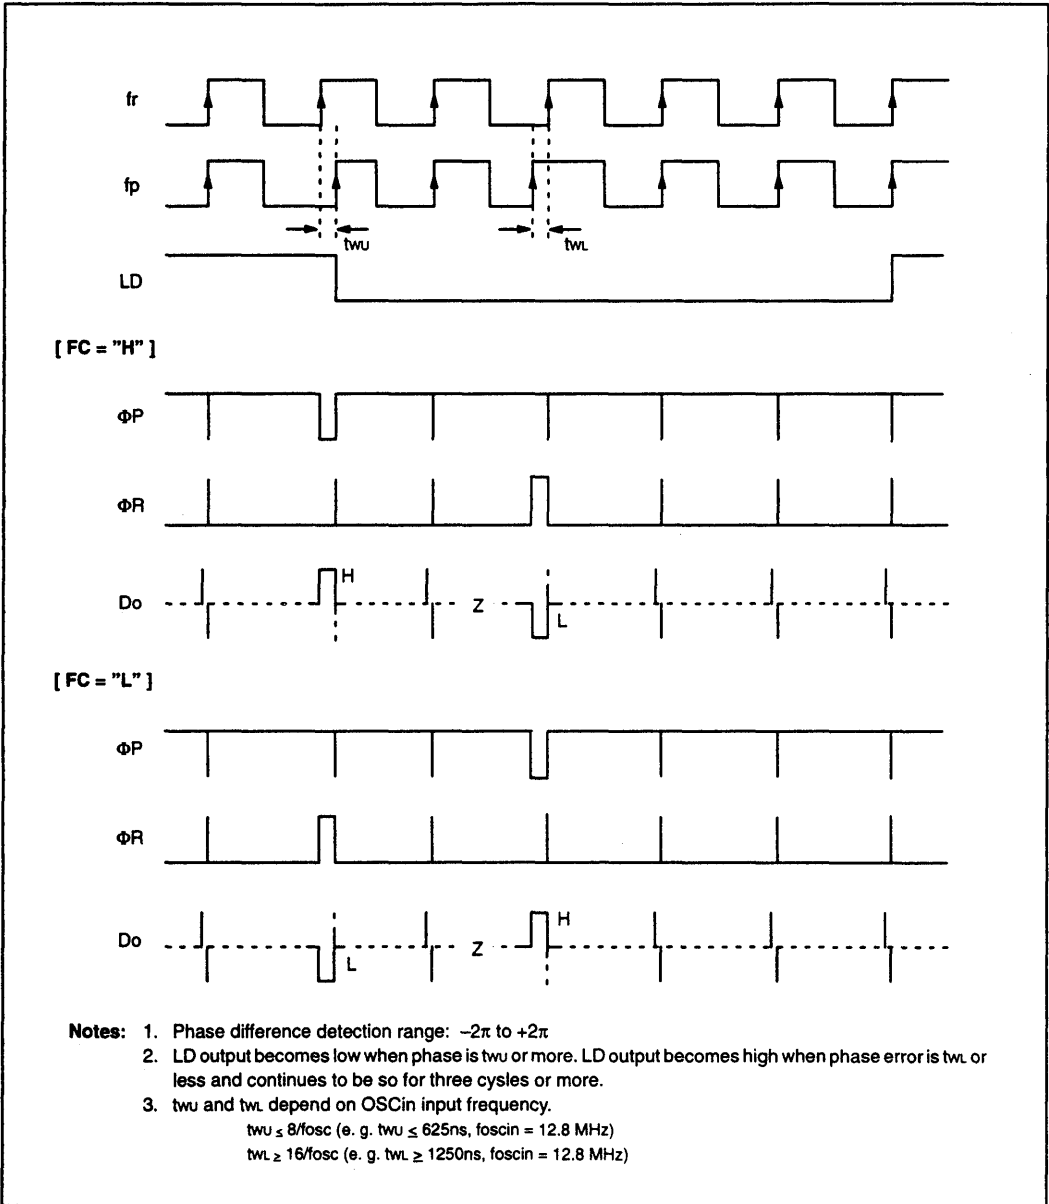 fr
fp
twU
twL
LD
[ FC = "H" ]
ΦP
ΦR
H
Do
Z
L
[ FC = "L" ]
ΦP
ΦR
H
Do
Z
L
Notes: 1. Phase difference detection range: −2π to +2π
2. LD output becomes low when phase is twU or more. LD output becomes high when phase error is twL or
less and continues to be so for three cysles or more.
3. twU and twL depend on OSCin input frequency.
twU ≤ 8/fosc (e. g. twU ≤ 625ns, foscin = 12.8 MHz)
twL ≥ 16/fosc (e. g. twL ≥ 1250ns, foscin = 12.8 MHz)